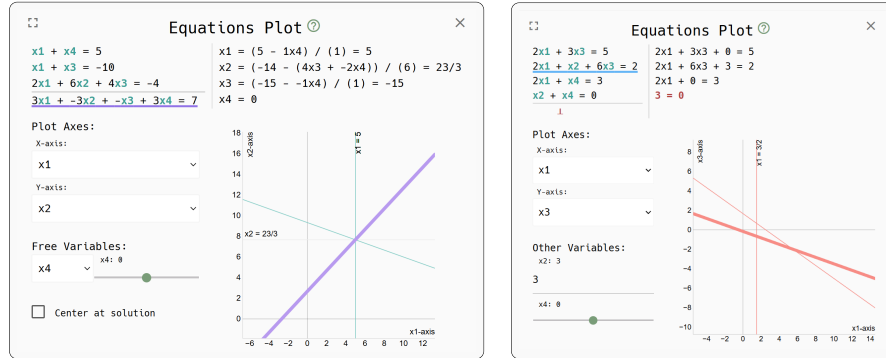 Equations Plot ?
x1 + x4 = 5
x1 + x3 = -10
2x1 + 6x2 + 4x3 = -4
3x1 + -3x2 + -x3 + 3x4 = 7
x1 = (5 - 1x4) / (1) = 5
x2 = (-14 - (4x3 + -2x4)) / (6) = 23/3
x3 = (-15 - -1x4) / (1) = -15
x4 = 0
Plot Axes:
X-axis:
x1
Y-axis:
x2
Free Variables:
x4
x4: 0
Center at solution
x2-axis
x1 = 5
18
16
14
12
10
8
6
4
2
0
x2 = 23/3
x1-axis
-6 -4 -2 0 2 4 6 8 10 12
Equations Plot ?
2x1 + 3x3 = 5
2x1 + x2 + 6x3 = 2
2x1 + x4 = 3
x2 + x4 = 0
2x1 + 3x3 + 0 = 5
2x1 + 6x3 + 3 = 2
2x1 + 0 = 3
3 = 0
Plot Axes:
X-axis:
x1
Y-axis:
x3
Other Variables:
x2: 3
3
x4: 0
x3-axis
x1 = 3/2
8
6
4
2
0
-2
-4
-6
-8
-10
x1-axis
-4 -2 0 2 4 6 8 10 12 14